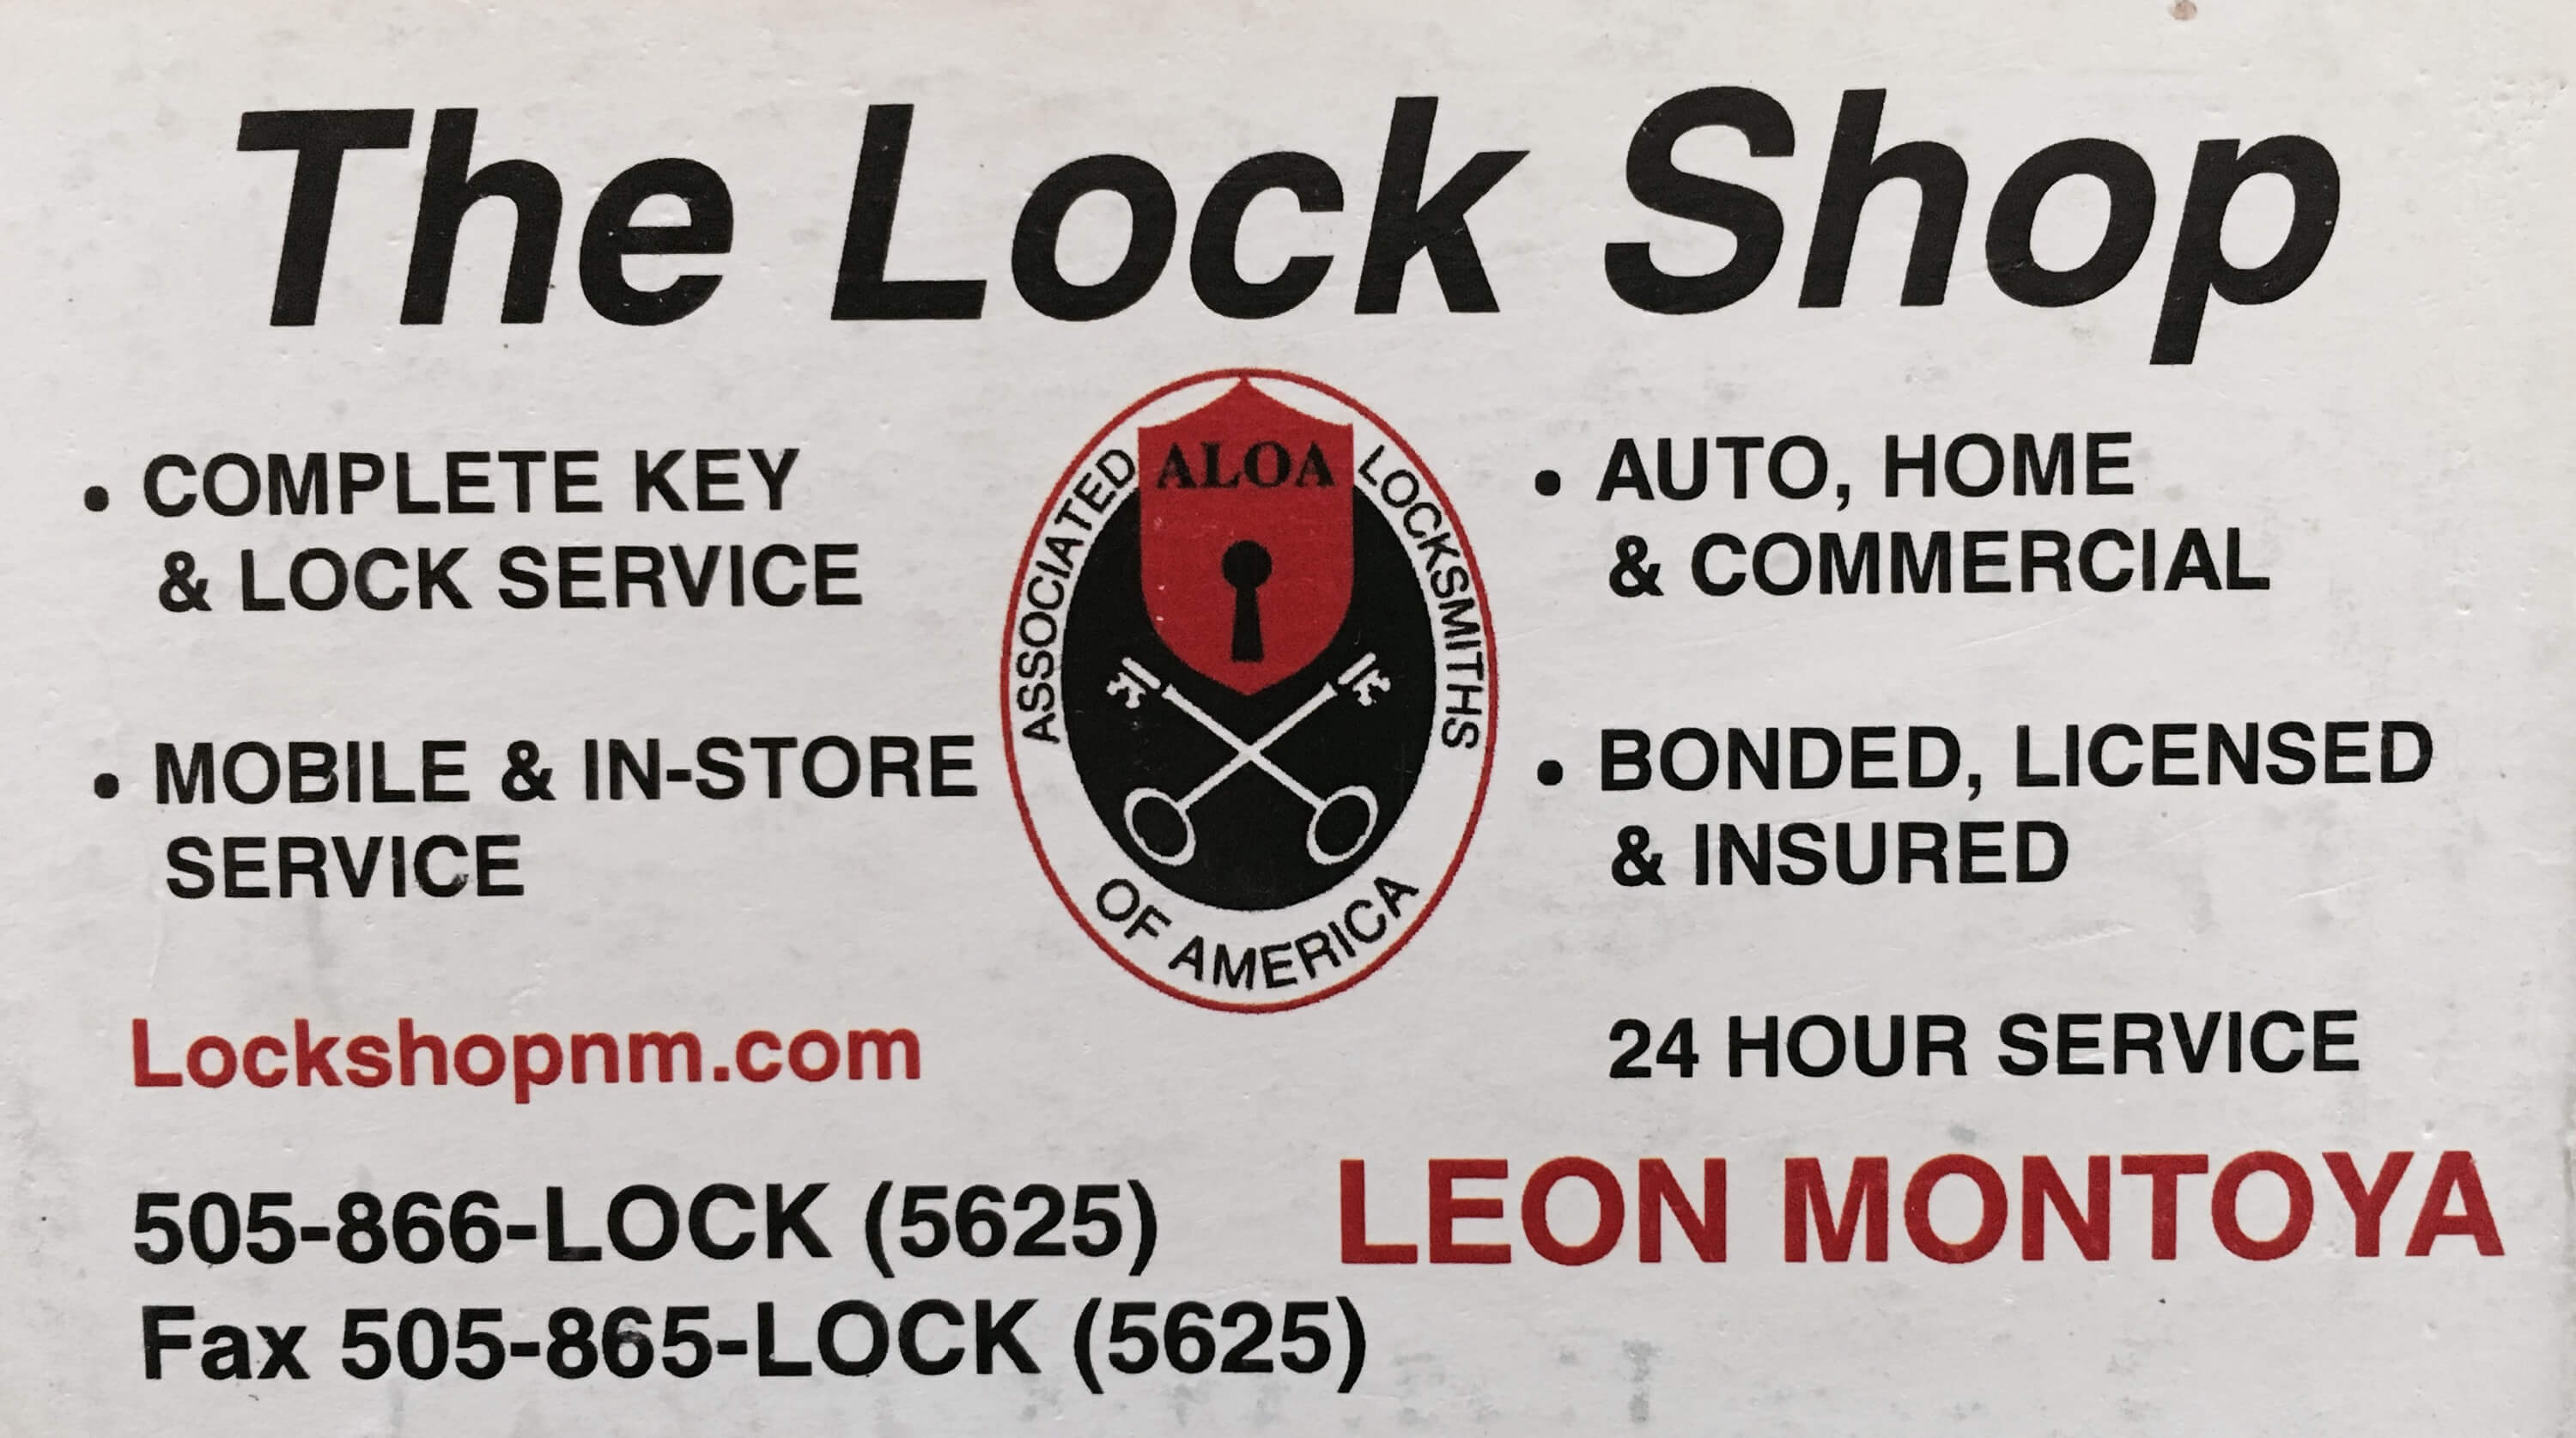 The Lock Shop
• COMPLETE KEY
& LOCK SERVICE
• MOBILE & IN-STORE
SERVICE
ALOA
ASSOCIATED LOCKSMITHS
OF AMERICA
• AUTO, HOME
& COMMERCIAL
• BONDED, LICENSED
& INSURED
Lockshopnm.com
24 HOUR SERVICE
505-866-LOCK (5625)
LEON MONTOYA
Fax 505-865-LOCK (5625)